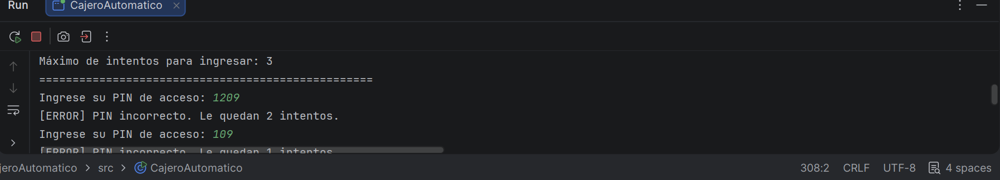 Run CajeroAutomatico
Máximo de intentos para ingresar: 3
==================================================
Ingrese su PIN de acceso: 1209
[ERROR] PIN incorrecto. Le quedan 2 intentos.
Ingrese su PIN de acceso: 109
[ERROR] PIN incorrecto. Le quedan 1 intentos.
jeroAutomatico > src > CajeroAutomatico 308:2 CRLF UTF-8 4 spaces